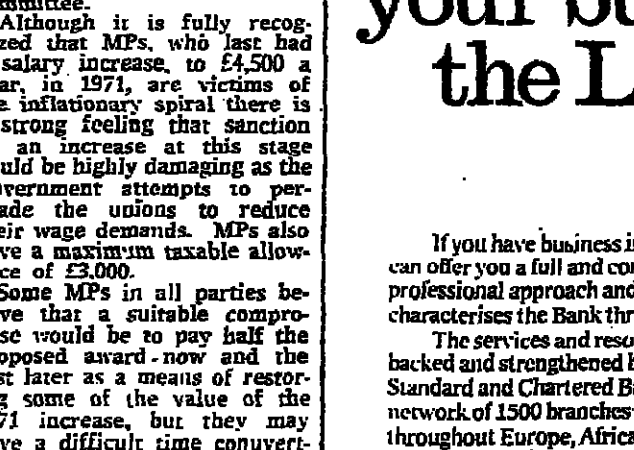 mmittee.
Although it is fully recog-
zed that MPs, who last had
salary increase, to £4,500 a
ar, in 1971, are victims of
e inflationary spiral there is
strong feeling that sanction
an increase at this stage
uld be highly damaging as the
vernment attempts to per-
ade the unions to reduce
eir wage demands. MPs also
ve a maximum taxable allow-
ce of £3,000.
Some MPs in all parties be-
ve that a suitable compro-
se would be to pay half the
oposed award now and the
st later as a means of restor-
g some of the value of the
71 increase, but they may
ve a difficult time conuvert-
your bu
the L
If you have business i
can offer you a full and co
professional approach and
characterises the Bank thr
The services and reso
backed and strengthened b
Standard and Chartered B
network of 1500 branches
throughout Europe, Africa